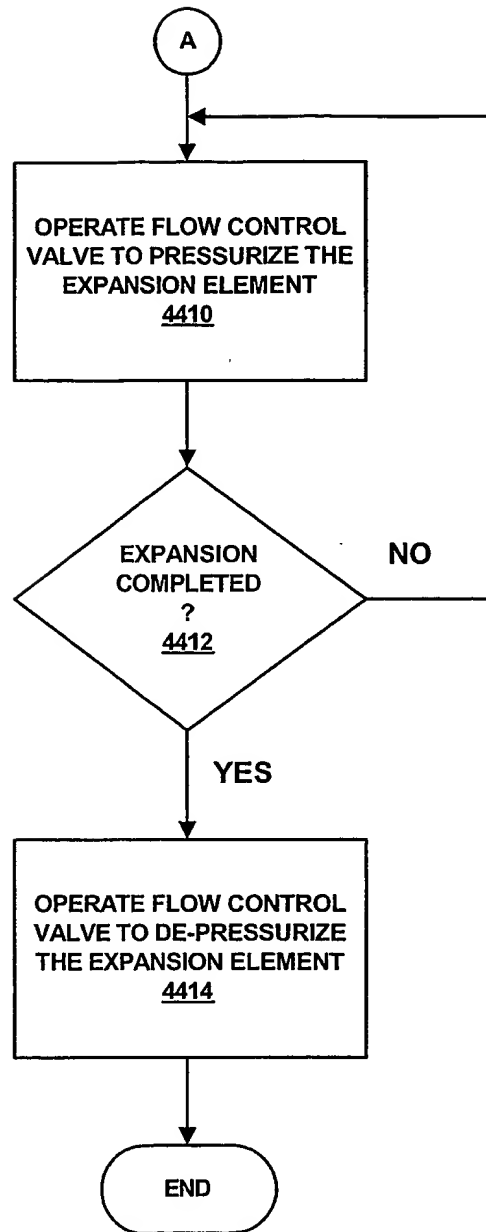 A
OPERATE FLOW CONTROL
VALVE TO PRESSURIZE THE
EXPANSION ELEMENT
4410
EXPANSION
COMPLETED
?
4412
NO
YES
OPERATE FLOW CONTROL
VALVE TO DE-PRESSURIZE
THE EXPANSION ELEMENT
4414
END